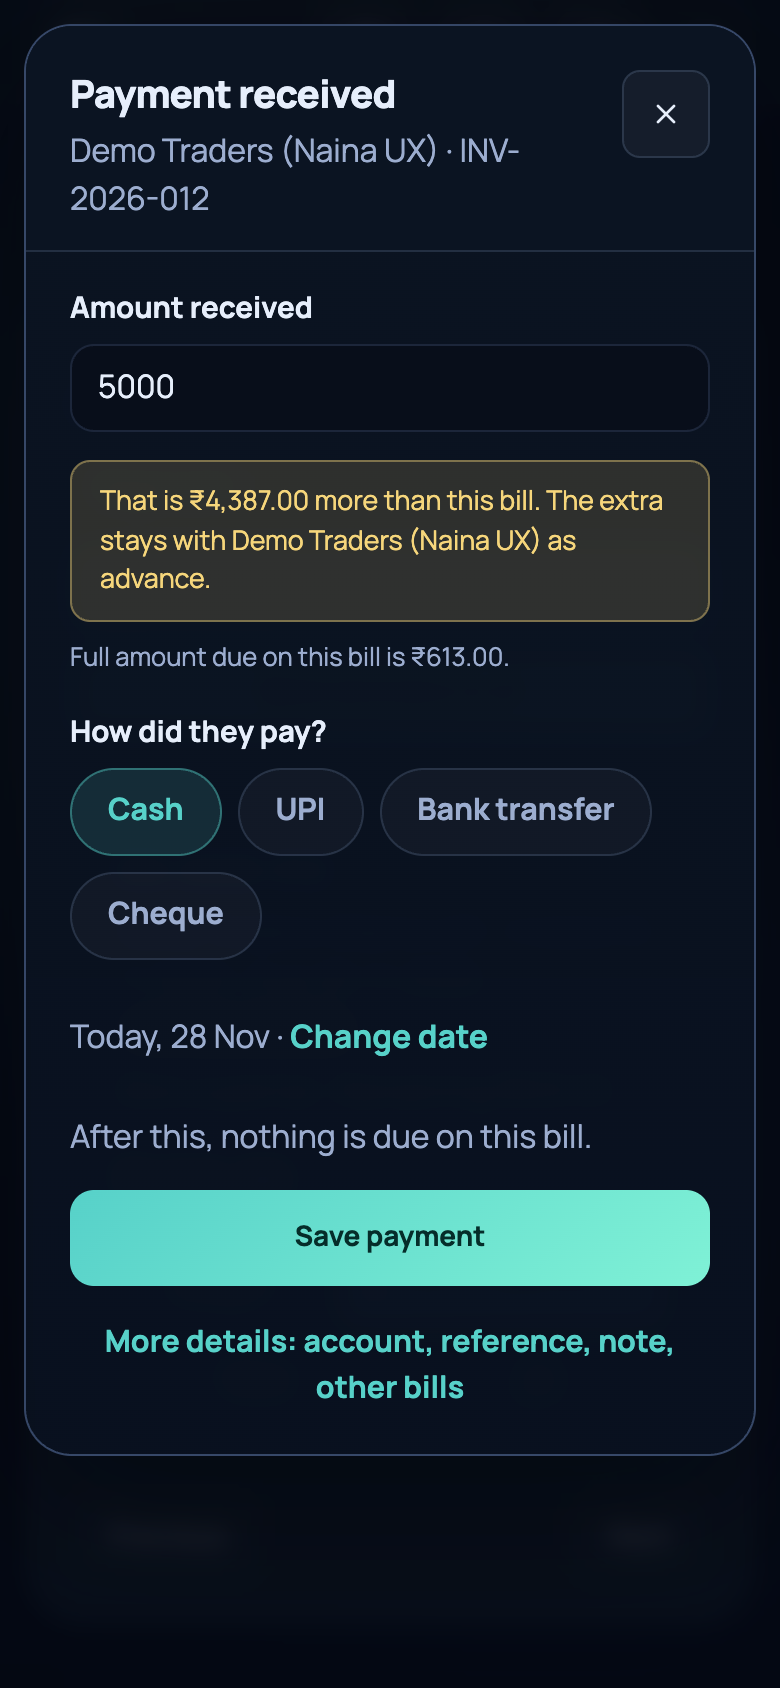 Payment received
Demo Traders (Naina UX) · INV-
2026-012
Amount received
5000
That is ₹4,387.00 more than this bill. The extra
stays with Demo Traders (Naina UX) as
advance.
Full amount due on this bill is ₹613.00.
How did they pay?
Cash UPI Bank transfer
Cheque
Today, 28 Nov · Change date
After this, nothing is due on this bill.
Save payment
More details: account, reference, note,
other bills